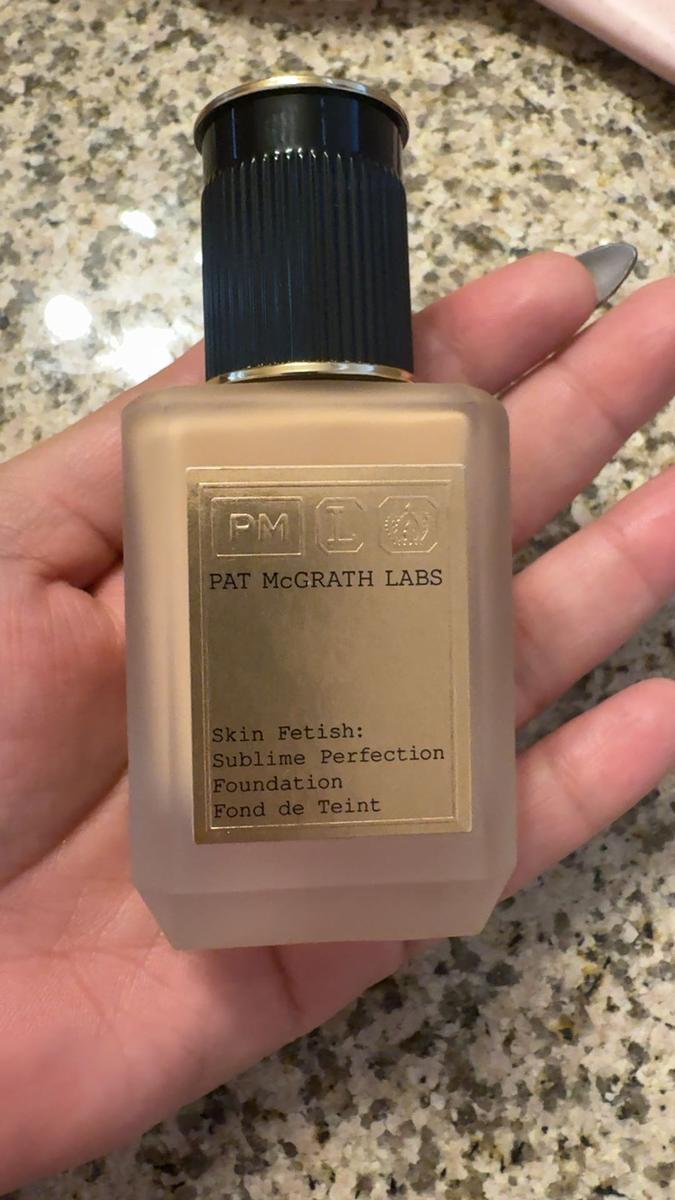 PM L
PAT McGRATH LABS
Skin Fetish:
Sublime Perfection
Foundation
Fond de Teint